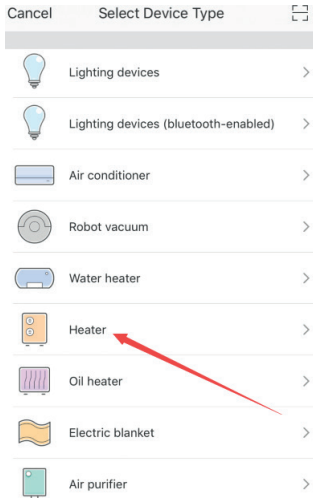 Cancel Select Device Type
Lighting devices
Lighting devices (bluetooth-enabled)
Air conditioner
Robot vacuum
Water heater
Heater
Oil heater
Electric blanket
Air purifier